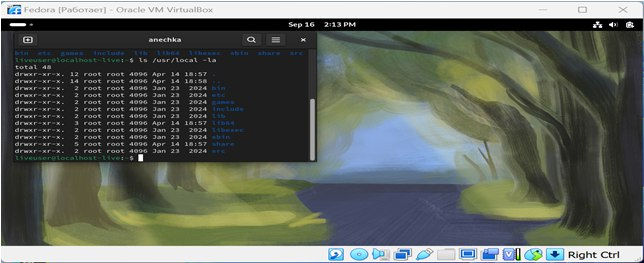 Fedora [Работает] - Oracle VM VirtualBox
Sep 16 2:13 PM
anechka
bin etc games include lib lib64 libexec sbin share src
liveuser@localhost-live:~$ ls /usr/local -la
total 48
drwxr-xr-x. 12 root root 4096 Apr 14 18:57 .
drwxr-xr-x. 14 root root 4096 Apr 14 18:58 ..
drwxr-xr-x. 2 root root 4096 Jan 23 2024 bin
drwxr-xr-x. 2 root root 4096 Jan 23 2024 etc
drwxr-xr-x. 2 root root 4096 Jan 23 2024 games
drwxr-xr-x. 2 root root 4096 Jan 23 2024 include
drwxr-xr-x. 2 root root 4096 Jan 23 2024 lib
drwxr-xr-x. 3 root root 4096 Apr 14 18:57 lib64
drwxr-xr-x. 2 root root 4096 Jan 23 2024 libexec
drwxr-xr-x. 2 root root 4096 Jan 23 2024 sbin
drwxr-xr-x. 5 root root 4096 Apr 14 18:57 share
drwxr-xr-x. 2 root root 4096 Jan 23 2024 src
liveuser@localhost-live:~$
Right Ctrl